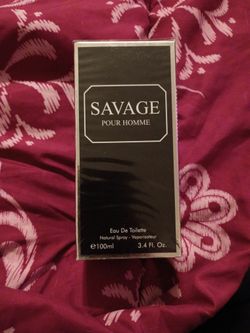 SAVAGE
POUR HOMME
Eau De Toilette
Natural Spray - Vaporisateur
℮100ml 3.4 Fl. Oz.